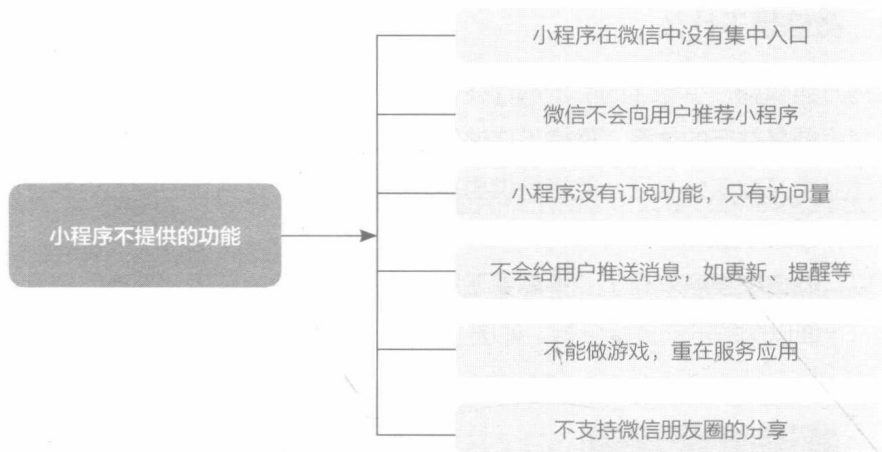 小程序不提供的功能
小程序在微信中没有集中入口
微信不会向用户推荐小程序
小程序没有订阅功能，只有访问量
不会给用户推送消息，如更新、提醒等
不能做游戏，重在服务应用
不支持微信朋友圈的分享